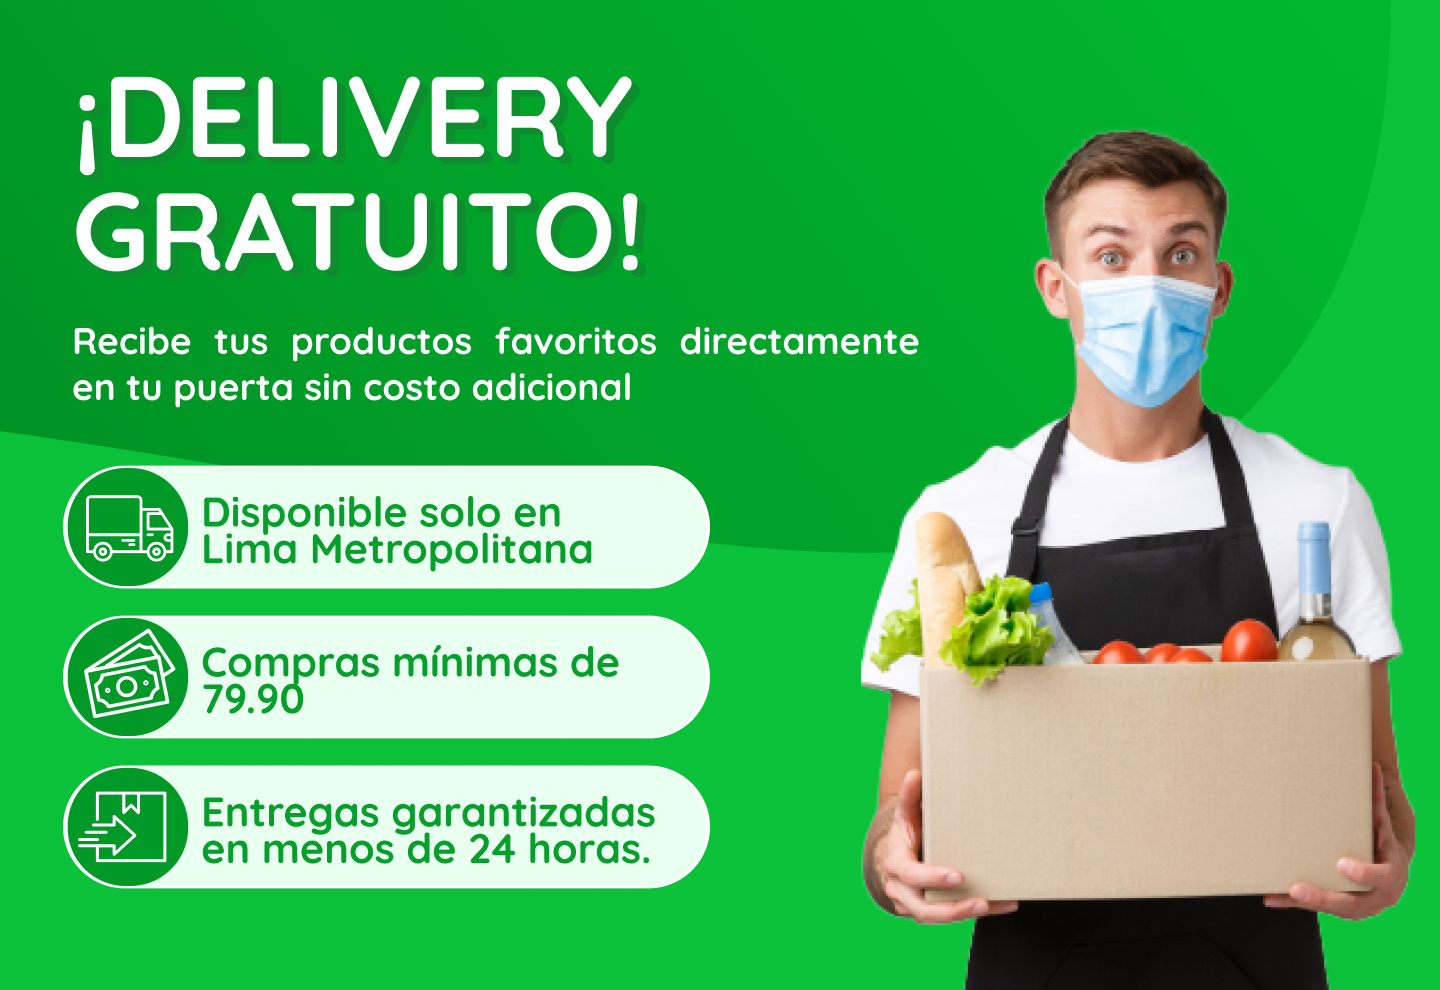 ¡DELIVERY
GRATUITO!
Recibe tus productos favoritos directamente
en tu puerta sin costo adicional
Disponible solo en
Lima Metropolitana
Compras mínimas de
79.90
Entregas garantizadas
en menos de 24 horas.